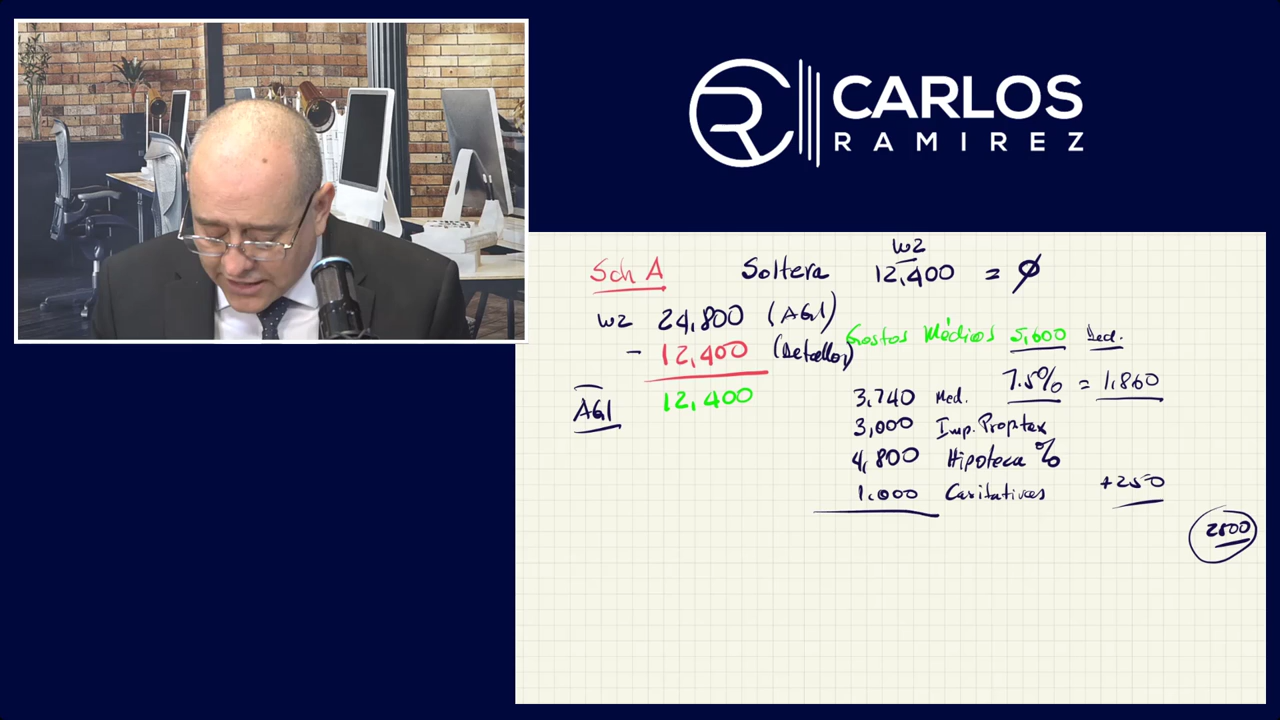 CARLOS
RAMIREZ
W2
Sch A Soltera 12,400 = ∅
W2 24,800 (AGI)
Gastos Médicos 5,600 Ded.
- 12,400 (Detallos)
7.5% = 1,860
AGI 12,400
3,740 Med.
3,000 Imp. Prop tax
4,800 Hipoteca %
1,000 Caritativos +250
2800